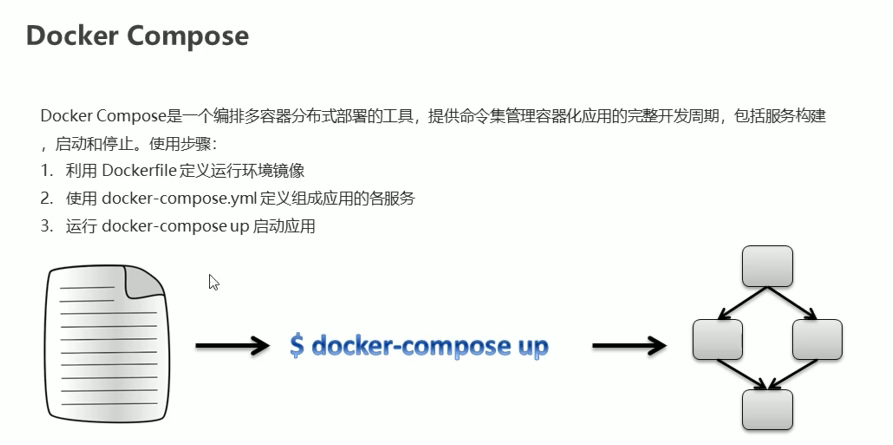 Docker Compose
Docker Compose是一个编排多容器分布式部署的工具，提供命令集管理容器化应用的完整开发周期，包括服务构建
，启动和停止。使用步骤：
1. 利用 Dockerfile 定义运行环境镜像
2. 使用 docker-compose.yml 定义组成应用的各服务
3. 运行 docker-compose up 启动应用
$ docker-compose up